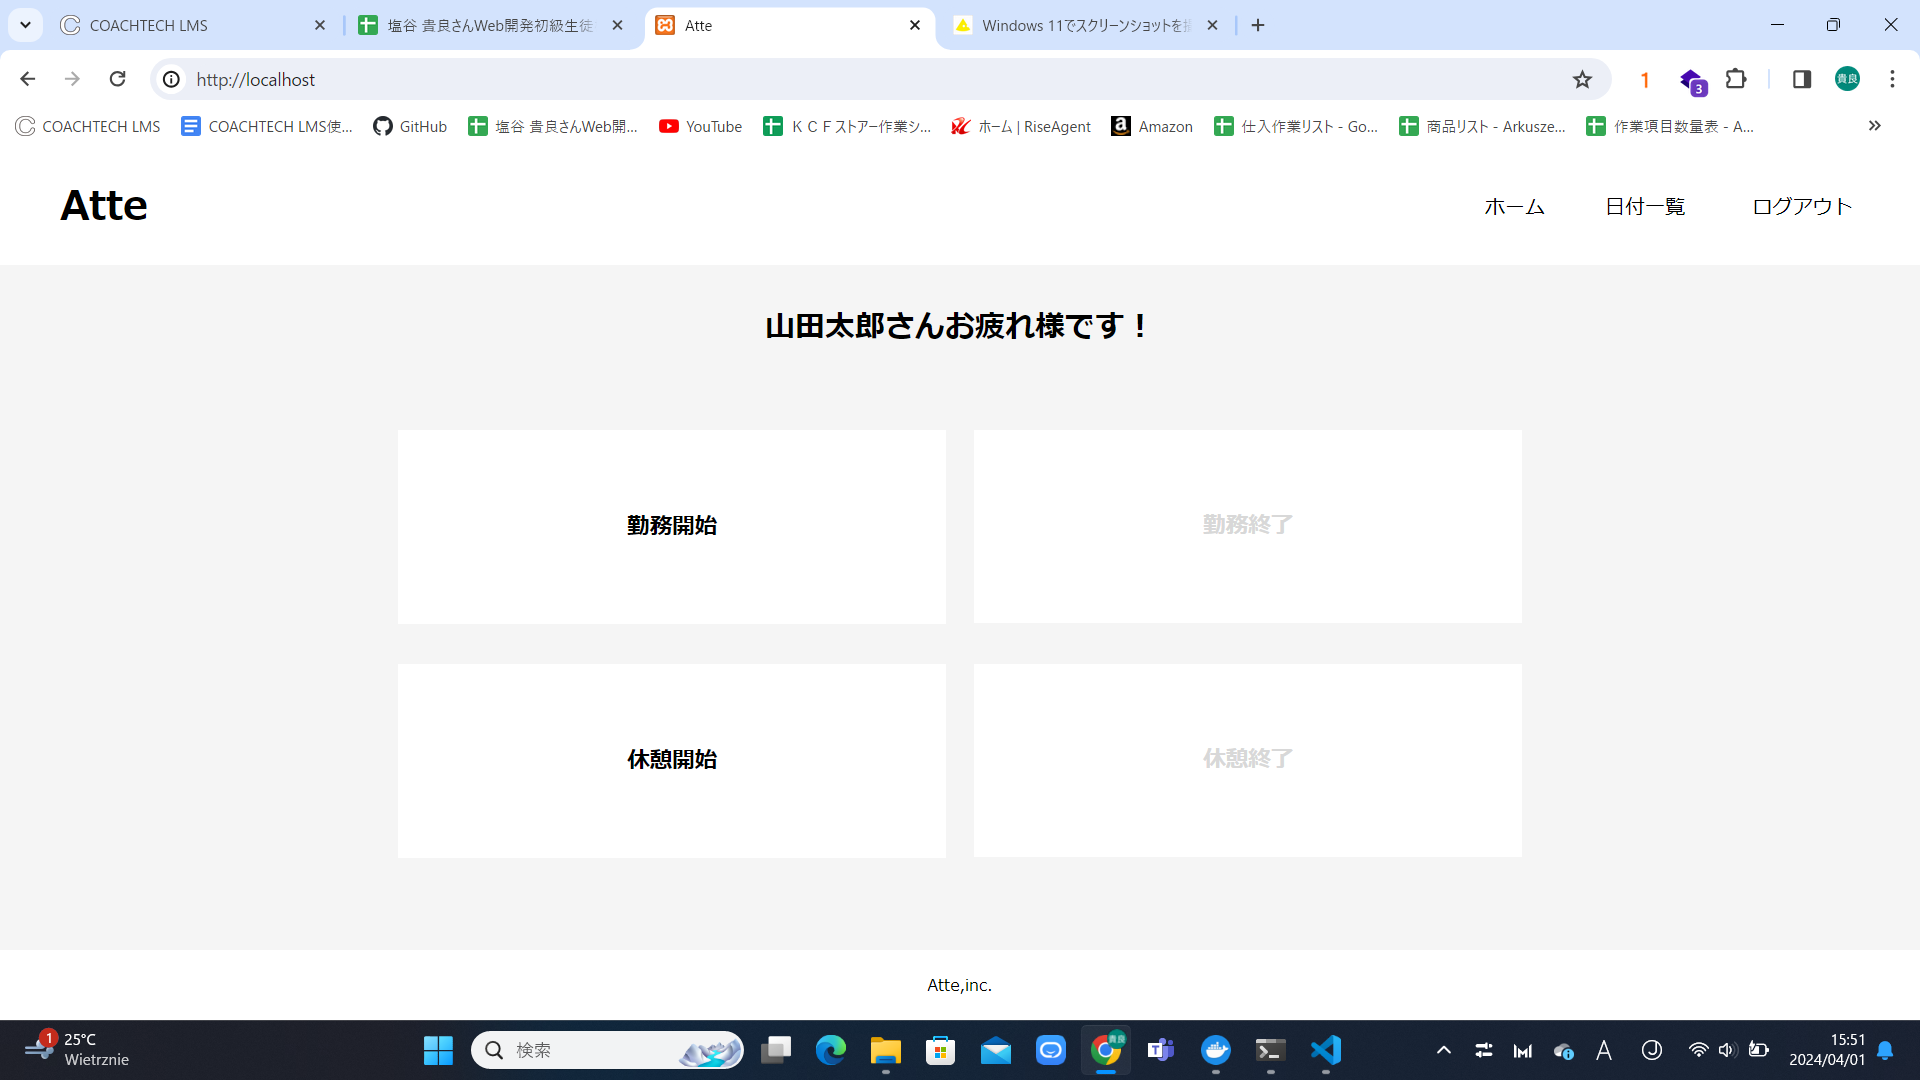 COACHTECH LMS
塩谷 貴良さんWeb開発初級生徒
Atte
Windows 11でスクリーンショットを
http://localhost
1
3
貴良
COACHTECH LMS
COACHTECH LMS使...
GitHub
塩谷 貴良さんWeb開...
YouTube
ＫＣＦストアー作業シ...
ホーム | RiseAgent
Amazon
仕入作業リスト - Go...
商品リスト - Arkusze...
作業項目数量表 - A...
Atte
ホーム
日付一覧
ログアウト
山田太郎さんお疲れ様です！
勤務開始
勤務終了
休憩開始
休憩終了
Atte,inc.
1
25°C
Wietrznie
検索
貴良
A
J
15:51
2024/04/01